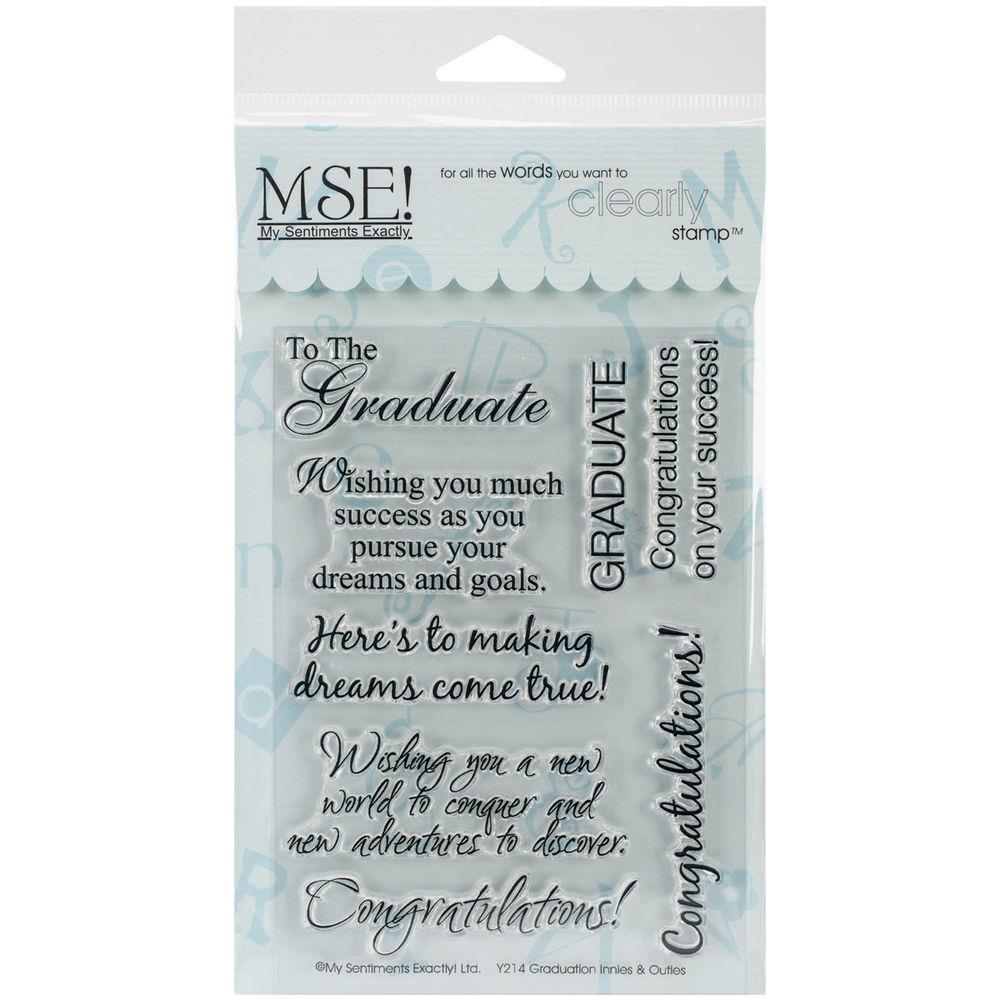 MSE!
My Sentiments Exactly
for all the words you want to
clearly
stamp™
To The
Graduate
Wishing you much
success as you
pursue your
dreams and goals.
Here's to making
dreams come true!
Wishing you a new
world to conquer and
new adventures to discover.
Congratulations!
GRADUATE
Congratulations
on your success!
Congratulations!
©My Sentiments Exactly! Ltd. Y214 Graduation Innies & Outies